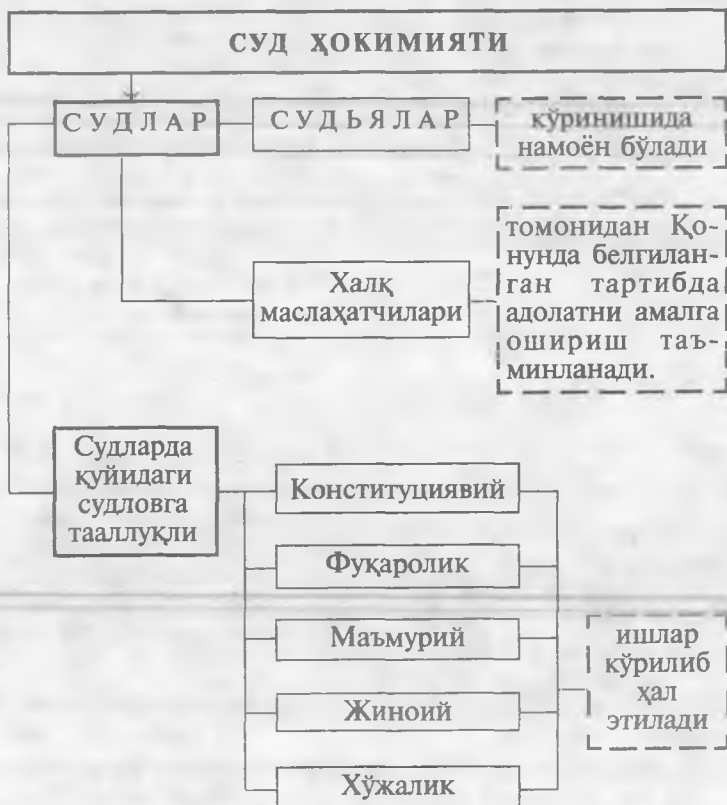 СУД ҲОКИМИЯТИ
СУДЛАР
СУДЬЯЛАР
кўринишида
намоён бўлади
Халқ
маслаҳатчилари
томонидан Қо-
нунда белгилан-
ган тартибда
адолатни амалга
ошириш таъ-
минланади.
Судларда
қуйидаги
судловга
тааллуқли
Конституциявий
Фуқаролик
Маъмурий
Жиноий
Хўжалик
ишлар
кўрилиб
ҳал
этилади